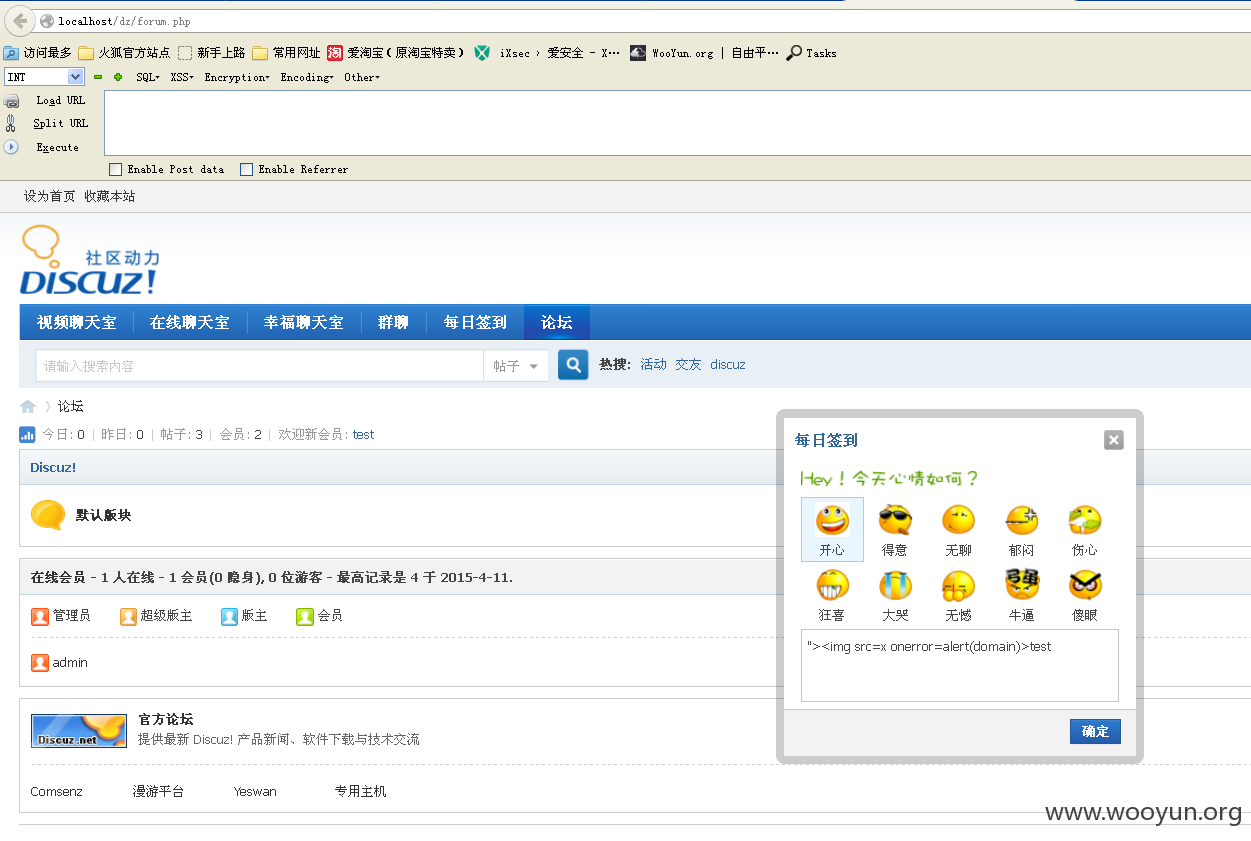 localhost/dz/forum.php
访问最多 火狐官方站点 新手上路 常用网址 淘 爱淘宝（原淘宝特卖） iXsec › 爱安全 - X… WooYun.org | 自由平… Tasks
INT SQL XSS Encryption Encoding Other
Load URL
Split URL
Execute
Enable Post data Enable Referrer
设为首页 收藏本站
社区动力
DISCUZ!
视频聊天室 在线聊天室 幸福聊天室 群聊 每日签到 论坛
请输入搜索内容 帖子 热搜: 活动 交友 discuz
论坛
今日: 0 | 昨日: 0 | 帖子: 3 | 会员: 2 | 欢迎新会员: test
Discuz!
默认版块
在线会员 - 1 人在线 - 1 会员(0 隐身), 0 位游客 - 最高记录是 4 于 2015-4-11.
管理员 超级版主 版主 会员
admin
Discuz.net
官方论坛
提供最新 Discuz! 产品新闻、软件下载与技术交流
Comsenz 漫游平台 Yeswan 专用主机
每日签到
Hey！今天心情如何？
开心 得意 无聊 郁闷 伤心
弓虽
狂喜 大哭 无憾 牛逼 傻眼
"><img src=x onerror=alert(domain)>test
确定
www.wooyun.org